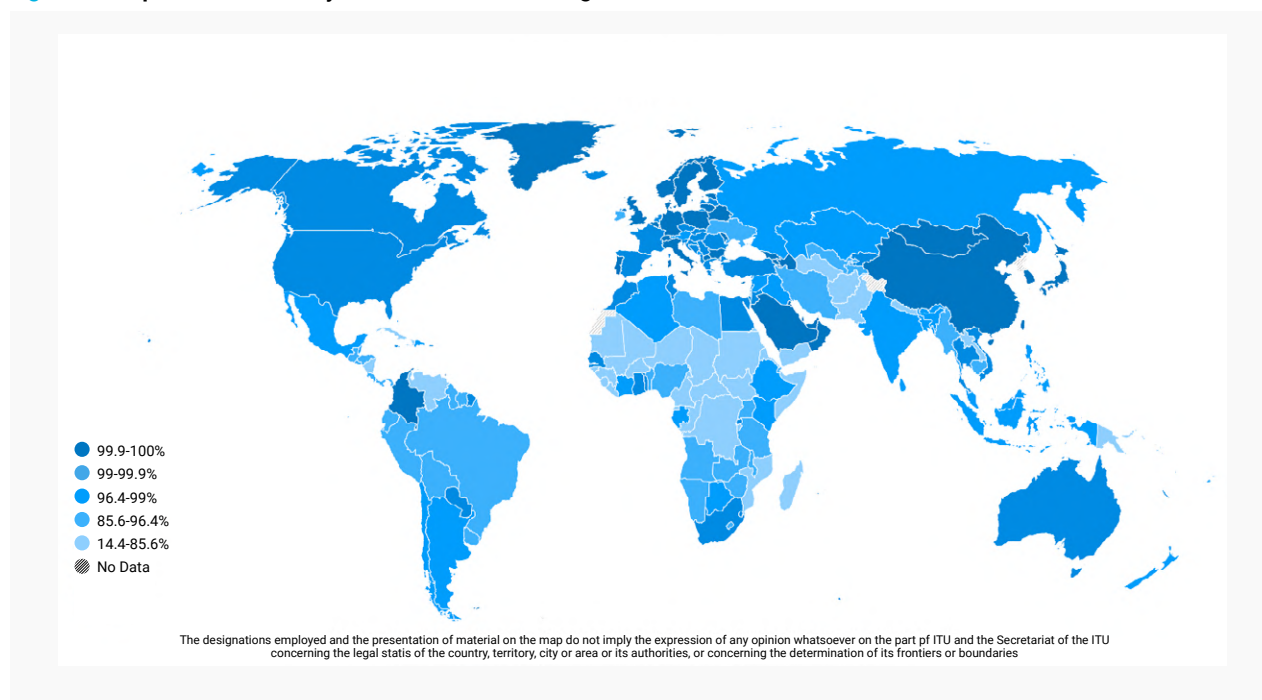 99.9-100%
99-99.9%
96.4-99%
85.6-96.4%
14.4-85.6%
No Data
The designations employed and the presentation of material on the map do not imply the expression of any opinion whatsoever on the part pf ITU and the Secretariat of the ITU
concerning the legal statis of the country, territory, city or area or its authorities, or concerning the determination of its frontiers or boundaries